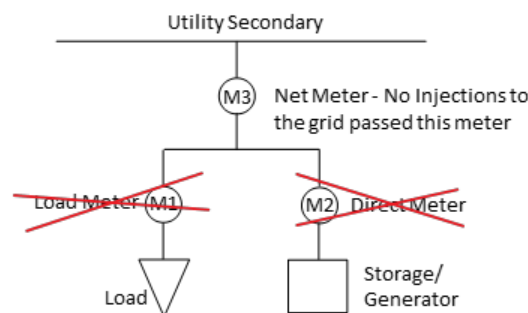 Utility Secondary
M3
Net Meter - No Injections to
the grid passed this meter
Load Meter
M1
M2
Direct Meter
Load
Storage/
Generator